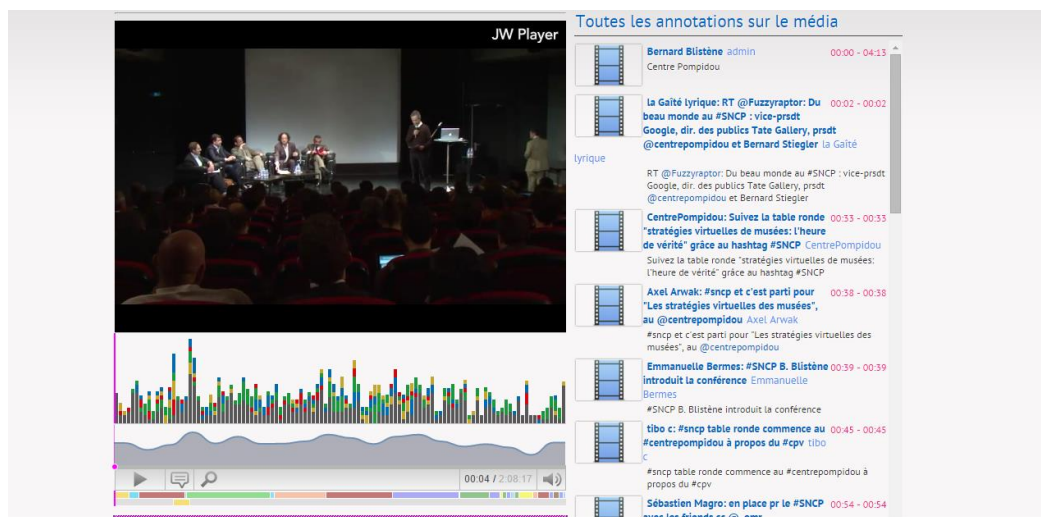 JW Player
00:04 / 2:08:17
Toutes les annotations sur le média
Bernard Blistène admin 00:00 - 04:13
Centre Pompidou
la Gaîté lyrique: RT @Fuzzyraptor: Du 00:02 - 00:02
beau monde au #SNCP : vice-prsdt
Google, dir. des publics Tate Gallery, prsdt
@centrepompidou et Bernard Stiegler la Gaîté
lyrique
RT @Fuzzyraptor: Du beau monde au #SNCP : vice-prsdt
Google, dir. des publics Tate Gallery, prsdt
@centrepompidou et Bernard Stiegler
CentrePompidou: Suivez la table ronde 00:33 - 00:33
"stratégies virtuelles de musées: l'heure
de vérité" grâce au hashtag #SNCP CentrePompidou
Suivez la table ronde "stratégies virtuelles de musées:
l'heure de vérité" grâce au hashtag #SNCP
Axel Arwak: #sncp et c'est parti pour 00:38 - 00:38
"Les stratégies virtuelles des musées",
au @centrepompidou Axel Arwak
#sncp et c'est parti pour "Les stratégies virtuelles des
musées", au @centrepompidou
Emmanuelle Bermes: #SNCP B. Blistène 00:39 - 00:39
introduit la conférence Emmanuelle
Bermes
#SNCP B. Blistène introduit la conférence
tibo c: #sncp table ronde commence au 00:45 - 00:45
#centrepompidou à propos du #cpv tibo
c
#sncp table ronde commence au #centrepompidou à
propos du #cpv
Sébastien Magro: en place pr le #SNCP 00:54 - 00:54